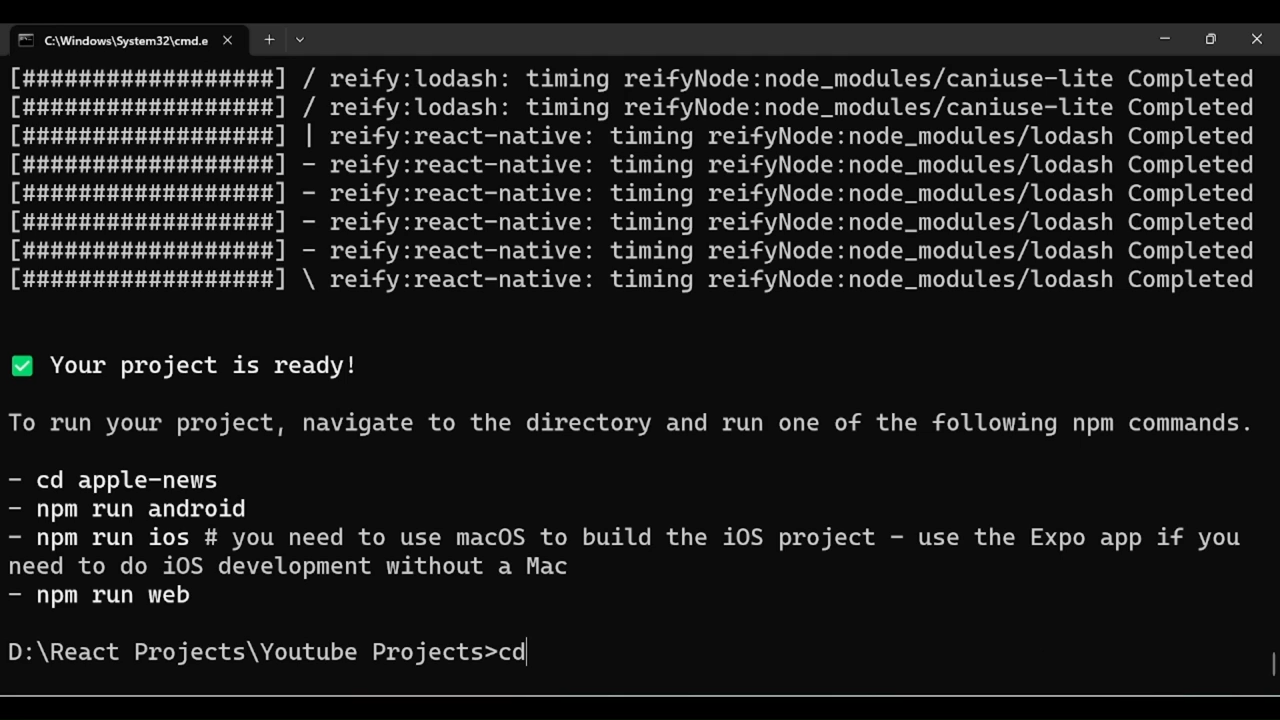 C:\Windows\System32\cmd.e
[##################] / reify:lodash: timing reifyNode:node_modules/caniuse-lite Completed
[##################] / reify:lodash: timing reifyNode:node_modules/caniuse-lite Completed
[##################] | reify:react-native: timing reifyNode:node_modules/lodash Completed
[##################] - reify:react-native: timing reifyNode:node_modules/lodash Completed
[##################] - reify:react-native: timing reifyNode:node_modules/lodash Completed
[##################] - reify:react-native: timing reifyNode:node_modules/lodash Completed
[##################] - reify:react-native: timing reifyNode:node_modules/lodash Completed
[##################] \ reify:react-native: timing reifyNode:node_modules/lodash Completed
✅ Your project is ready!
To run your project, navigate to the directory and run one of the following npm commands.
- cd apple-news
- npm run android
- npm run ios # you need to use macOS to build the iOS project - use the Expo app if you
need to do iOS development without a Mac
- npm run web
D:\React Projects\Youtube Projects>cd